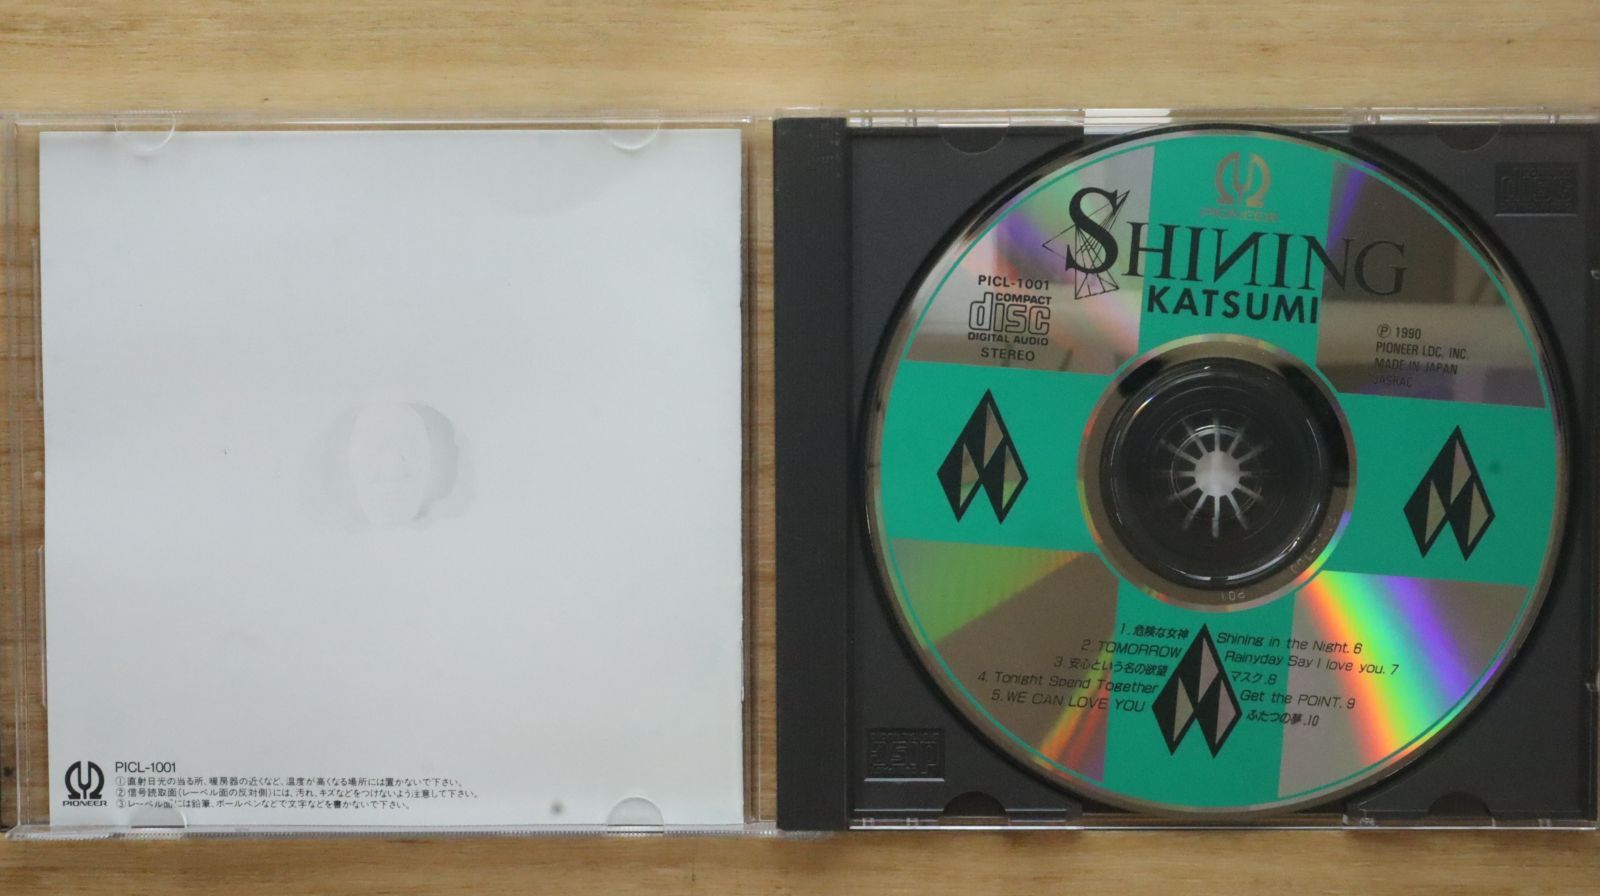 PIONEER
PICL-1001
①直射日光の当る所、暖房器の近くなど、温度が高くなる場所には置かないで下さい。
②信号読取面(レーベル面の反対側)には、汚れ、キズなどをつけないよう注意して下さい。
③レーベル面には鉛筆、ボールペンなどで文字などを書かないで下さい。
PIONEER
SHINING
KATSUMI
PICL-1001
COMPACT
disc
DIGITAL AUDIO
STEREO
Ⓟ 1990
PIONEER LDC, INC.
MADE IN JAPAN
JASRAC
1.危険な女神
2.TOMORROW
3.安心という名の欲望
4.Tonight Spend Together
5.WE CAN LOVE YOU
Shining in the Night.6
Rainyday Say I love you.7
マスク.8
Get the POINT.9
ふたつの夢.10